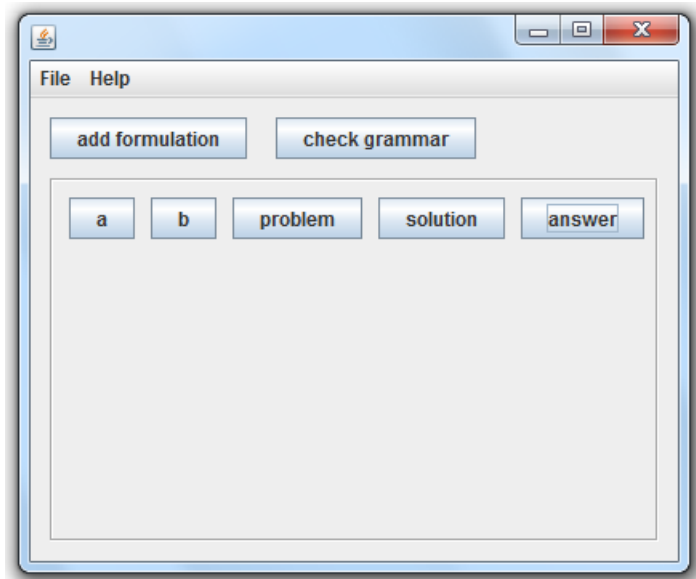 File Help
add formulation check grammar
a b problem solution answer